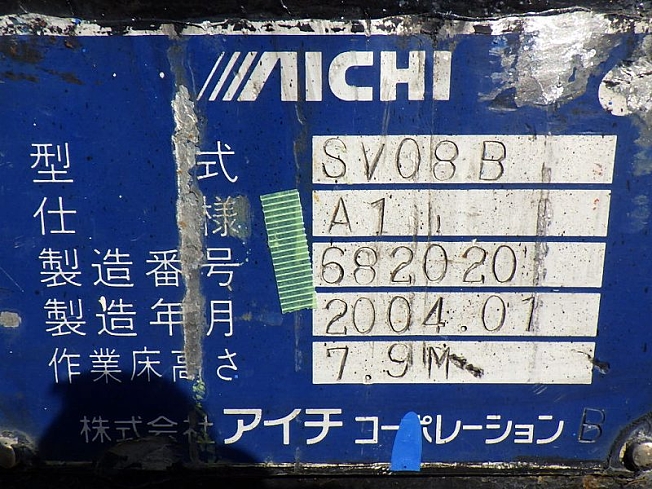 AICHI
型式 SV08B
仕様 A1
製造番号 682020
製造年月 2004.01
作業床高さ 7.9M
株式会社 アイチ コーポレーション B